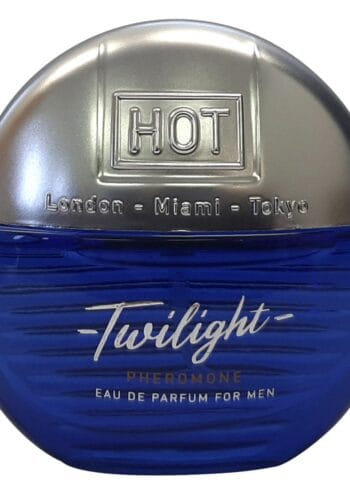 HOT
London - Miami - Tokyo
-Twilight-
PHEROMONE
EAU DE PARFUM FOR MEN